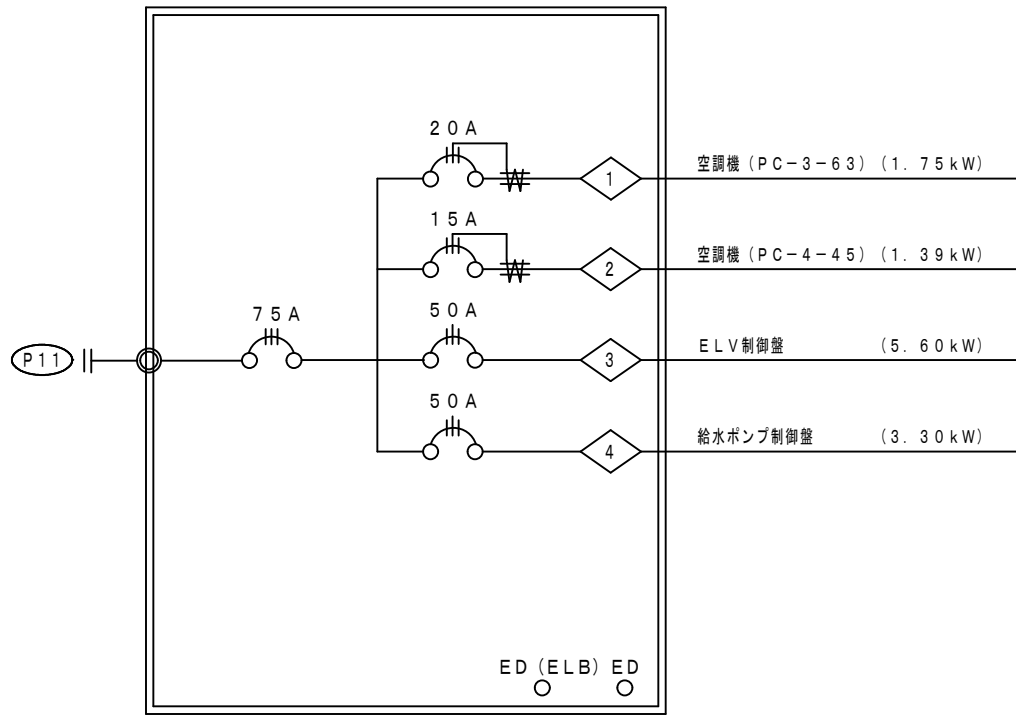 20A
空調機(PC-3-63)(1.75kW)
1
15A
空調機(PC-4-45)(1.39kW)
2
75A
50A
P11
ELV制御盤 (5.60kW)
3
50A
給水ポンプ制御盤 (3.30kW)
4
ED(ELB) ED